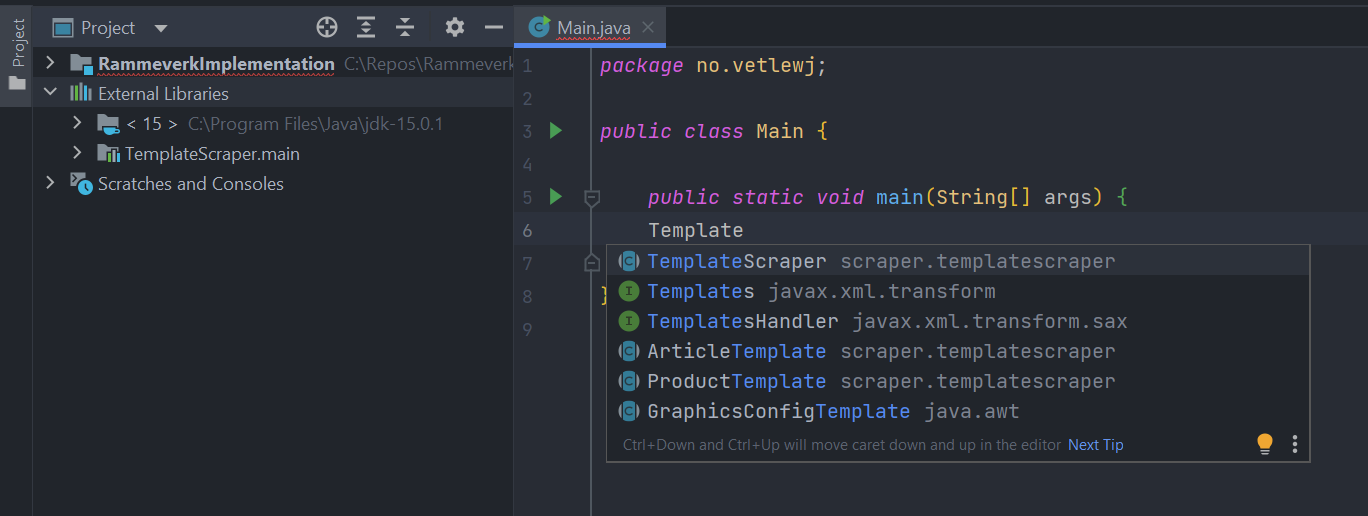 Project
Project
RammeverkImplementation C:\Repos\Rammeverk
External Libraries
< 15 > C:\Program Files\Java\jdk-15.0.1
TemplateScraper.main
Scratches and Consoles
Main.java
1 package no.vetlewj;
2
3 public class Main {
4
5 public static void main(String[] args) {
6 Template
7
8 }
9
TemplateScraper scraper.templatescraper
Templates javax.xml.transform
TemplatesHandler javax.xml.transform.sax
ArticleTemplate scraper.templatescraper
ProductTemplate scraper.templatescraper
GraphicsConfigTemplate java.awt
Ctrl+Down and Ctrl+Up will move caret down and up in the editor Next Tip